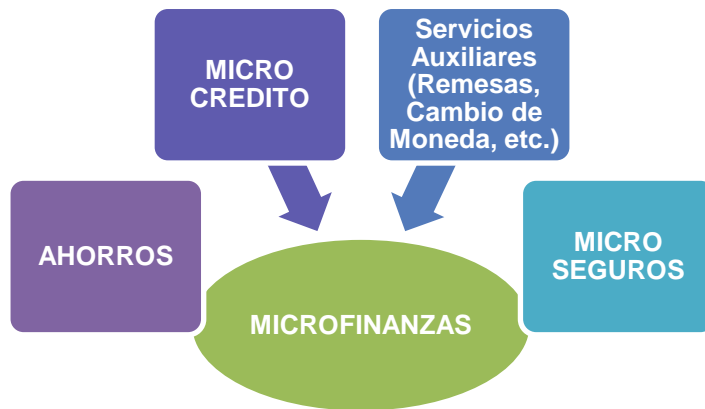 MICRO
CREDITO
Servicios
Auxiliares
(Remesas,
Cambio de
Moneda, etc.)
AHORROS
MICRO
SEGUROS
MICROFINANZAS